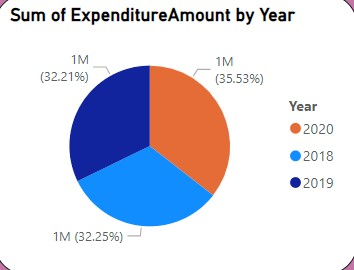 Sum of ExpenditureAmount by Year
1M
(32.21%)
1M
(35.53%)
Year
2020
2018
2019
1M (32.25%)